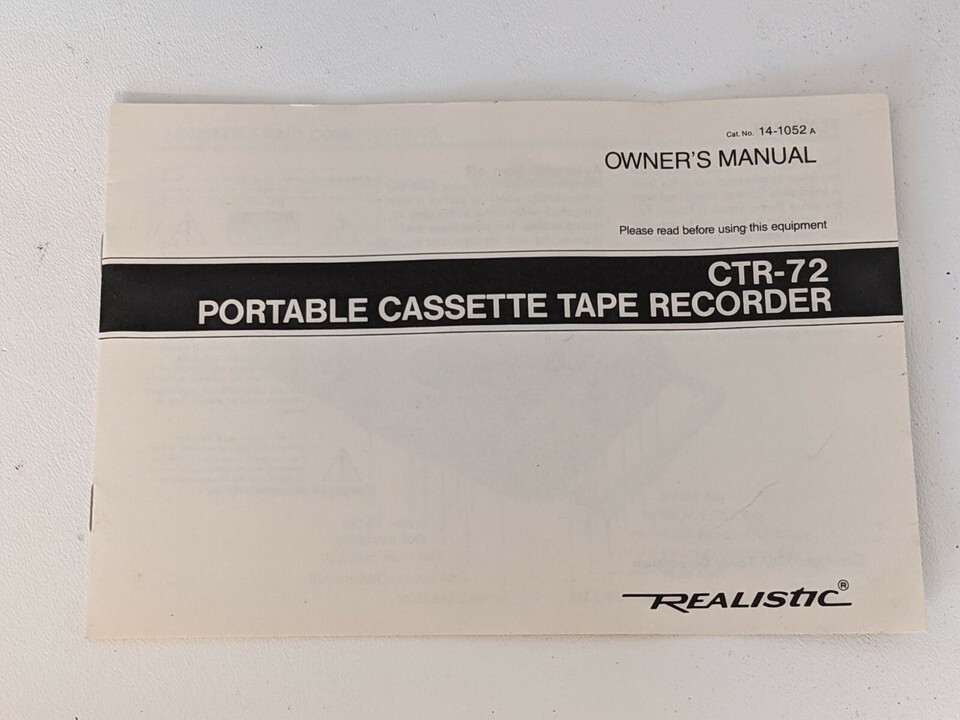 Cat. No. 14-1052 A
OWNER'S MANUAL
Please read before using this equipment
CTR-72
PORTABLE CASSETTE TAPE RECORDER
REALISTIC®